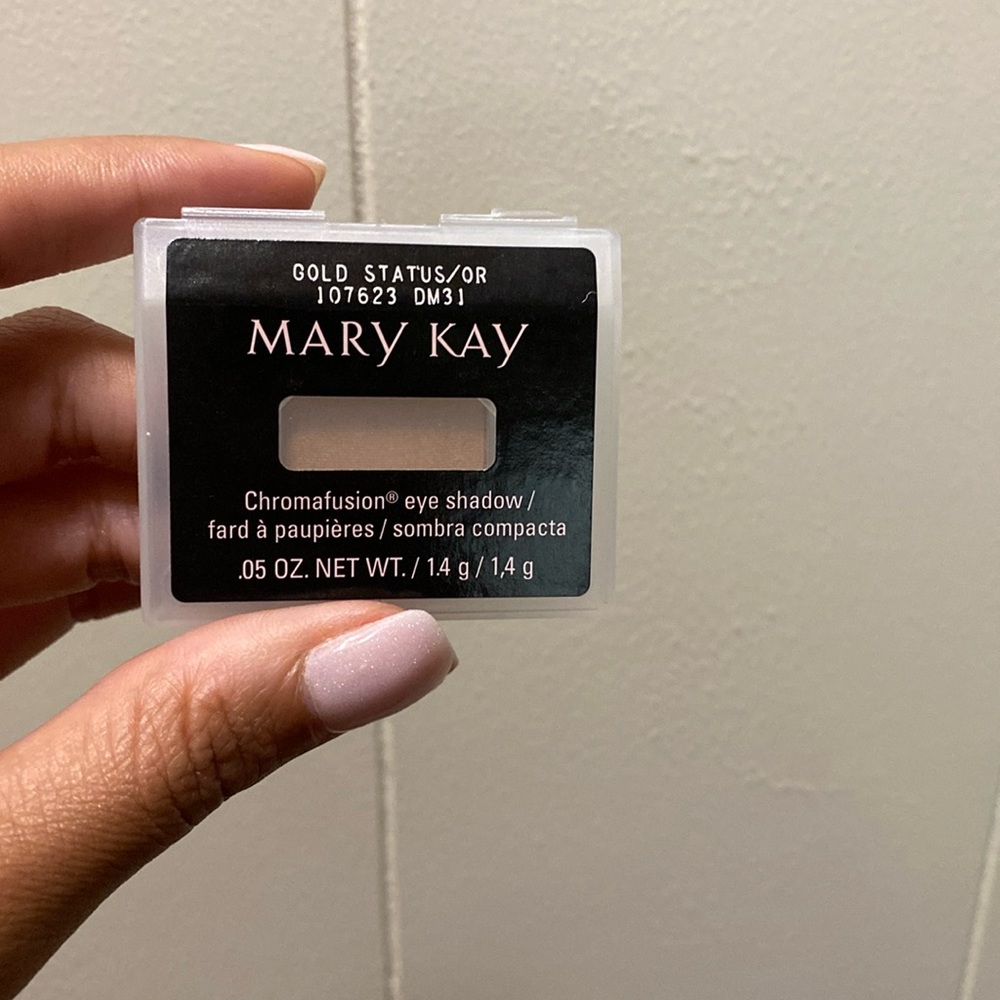 GOLD STATUS/OR
107623 DM31
MARY KAY
Chromafusion® eye shadow /
fard à paupières / sombra compacta
.05 OZ. NET WT. / 1.4 g / 1,4 g